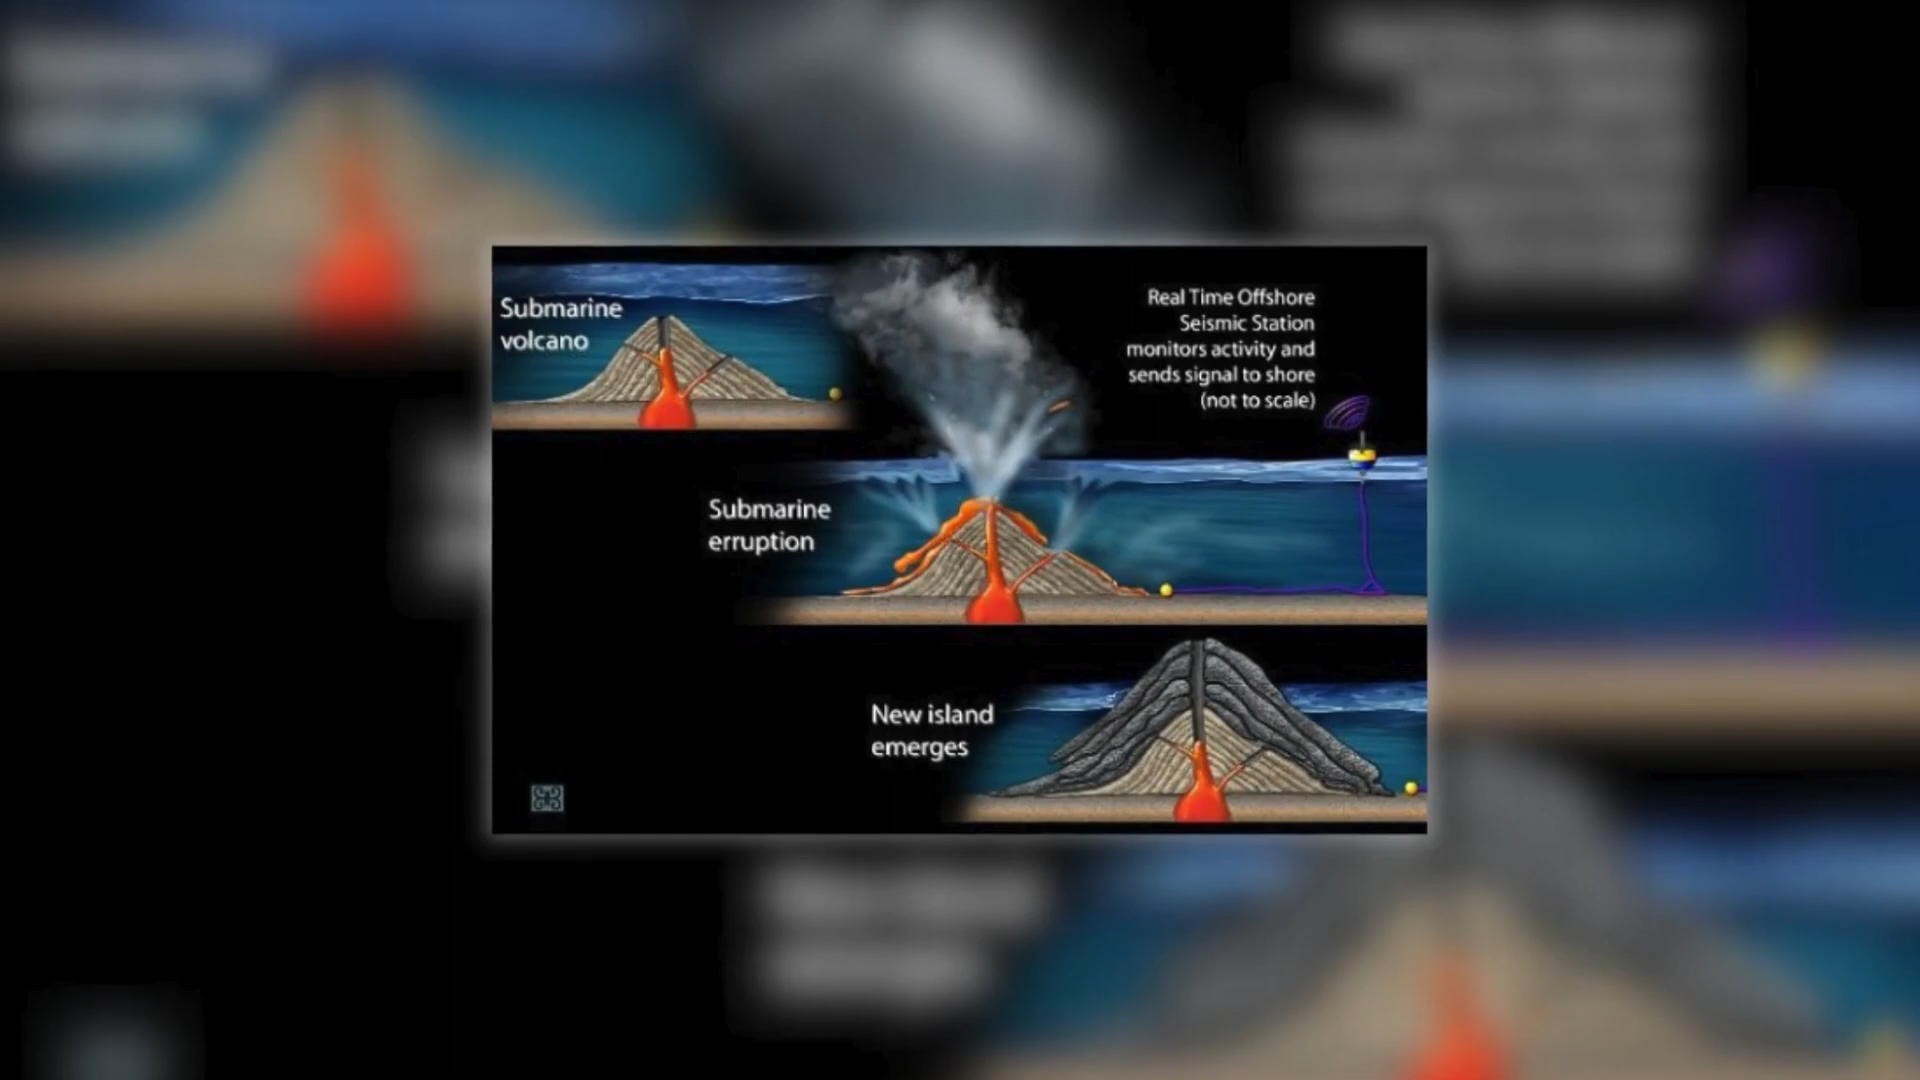 Submarine
volcano
Real Time Offshore
Seismic Station
monitors activity and
sends signal to shore
(not to scale)
Submarine
erruption
New island
emerges